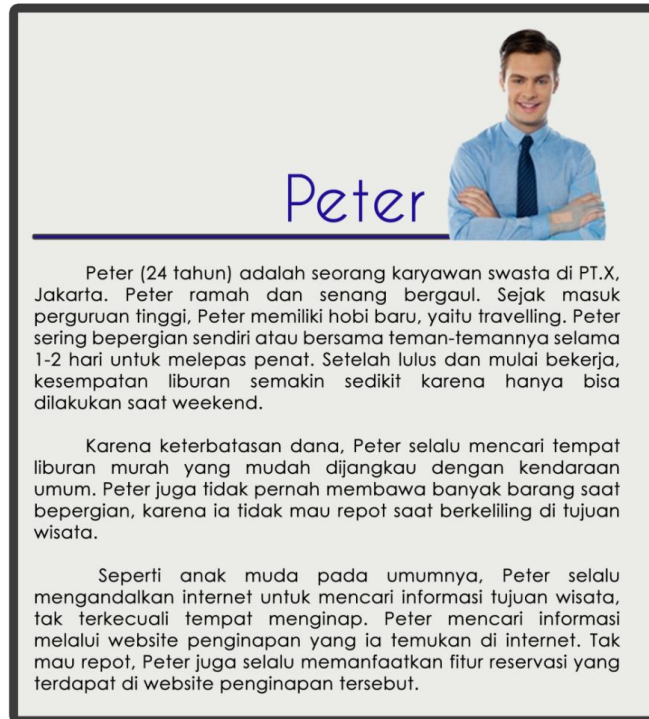 Peter
Peter (24 tahun) adalah seorang karyawan swasta di PT.X,
Jakarta. Peter ramah dan senang bergaul. Sejak masuk
perguruan tinggi, Peter memiliki hobi baru, yaitu travelling. Peter
sering bepergian sendiri atau bersama teman-temannya selama
1-2 hari untuk melepas penat. Setelah lulus dan mulai bekerja,
kesempatan liburan semakin sedikit karena hanya bisa
dilakukan saat weekend.
Karena keterbatasan dana, Peter selalu mencari tempat
liburan murah yang mudah dijangkau dengan kendaraan
umum. Peter juga tidak pernah membawa banyak barang saat
bepergian, karena ia tidak mau repot saat berkeliling di tujuan
wisata.
Seperti anak muda pada umumnya, Peter selalu
mengandalkan internet untuk mencari informasi tujuan wisata,
tak terkecuali tempat menginap. Peter mencari informasi
melalui website penginapan yang ia temukan di internet. Tak
mau repot, Peter juga selalu memanfaatkan fitur reservasi yang
terdapat di website penginapan tersebut.